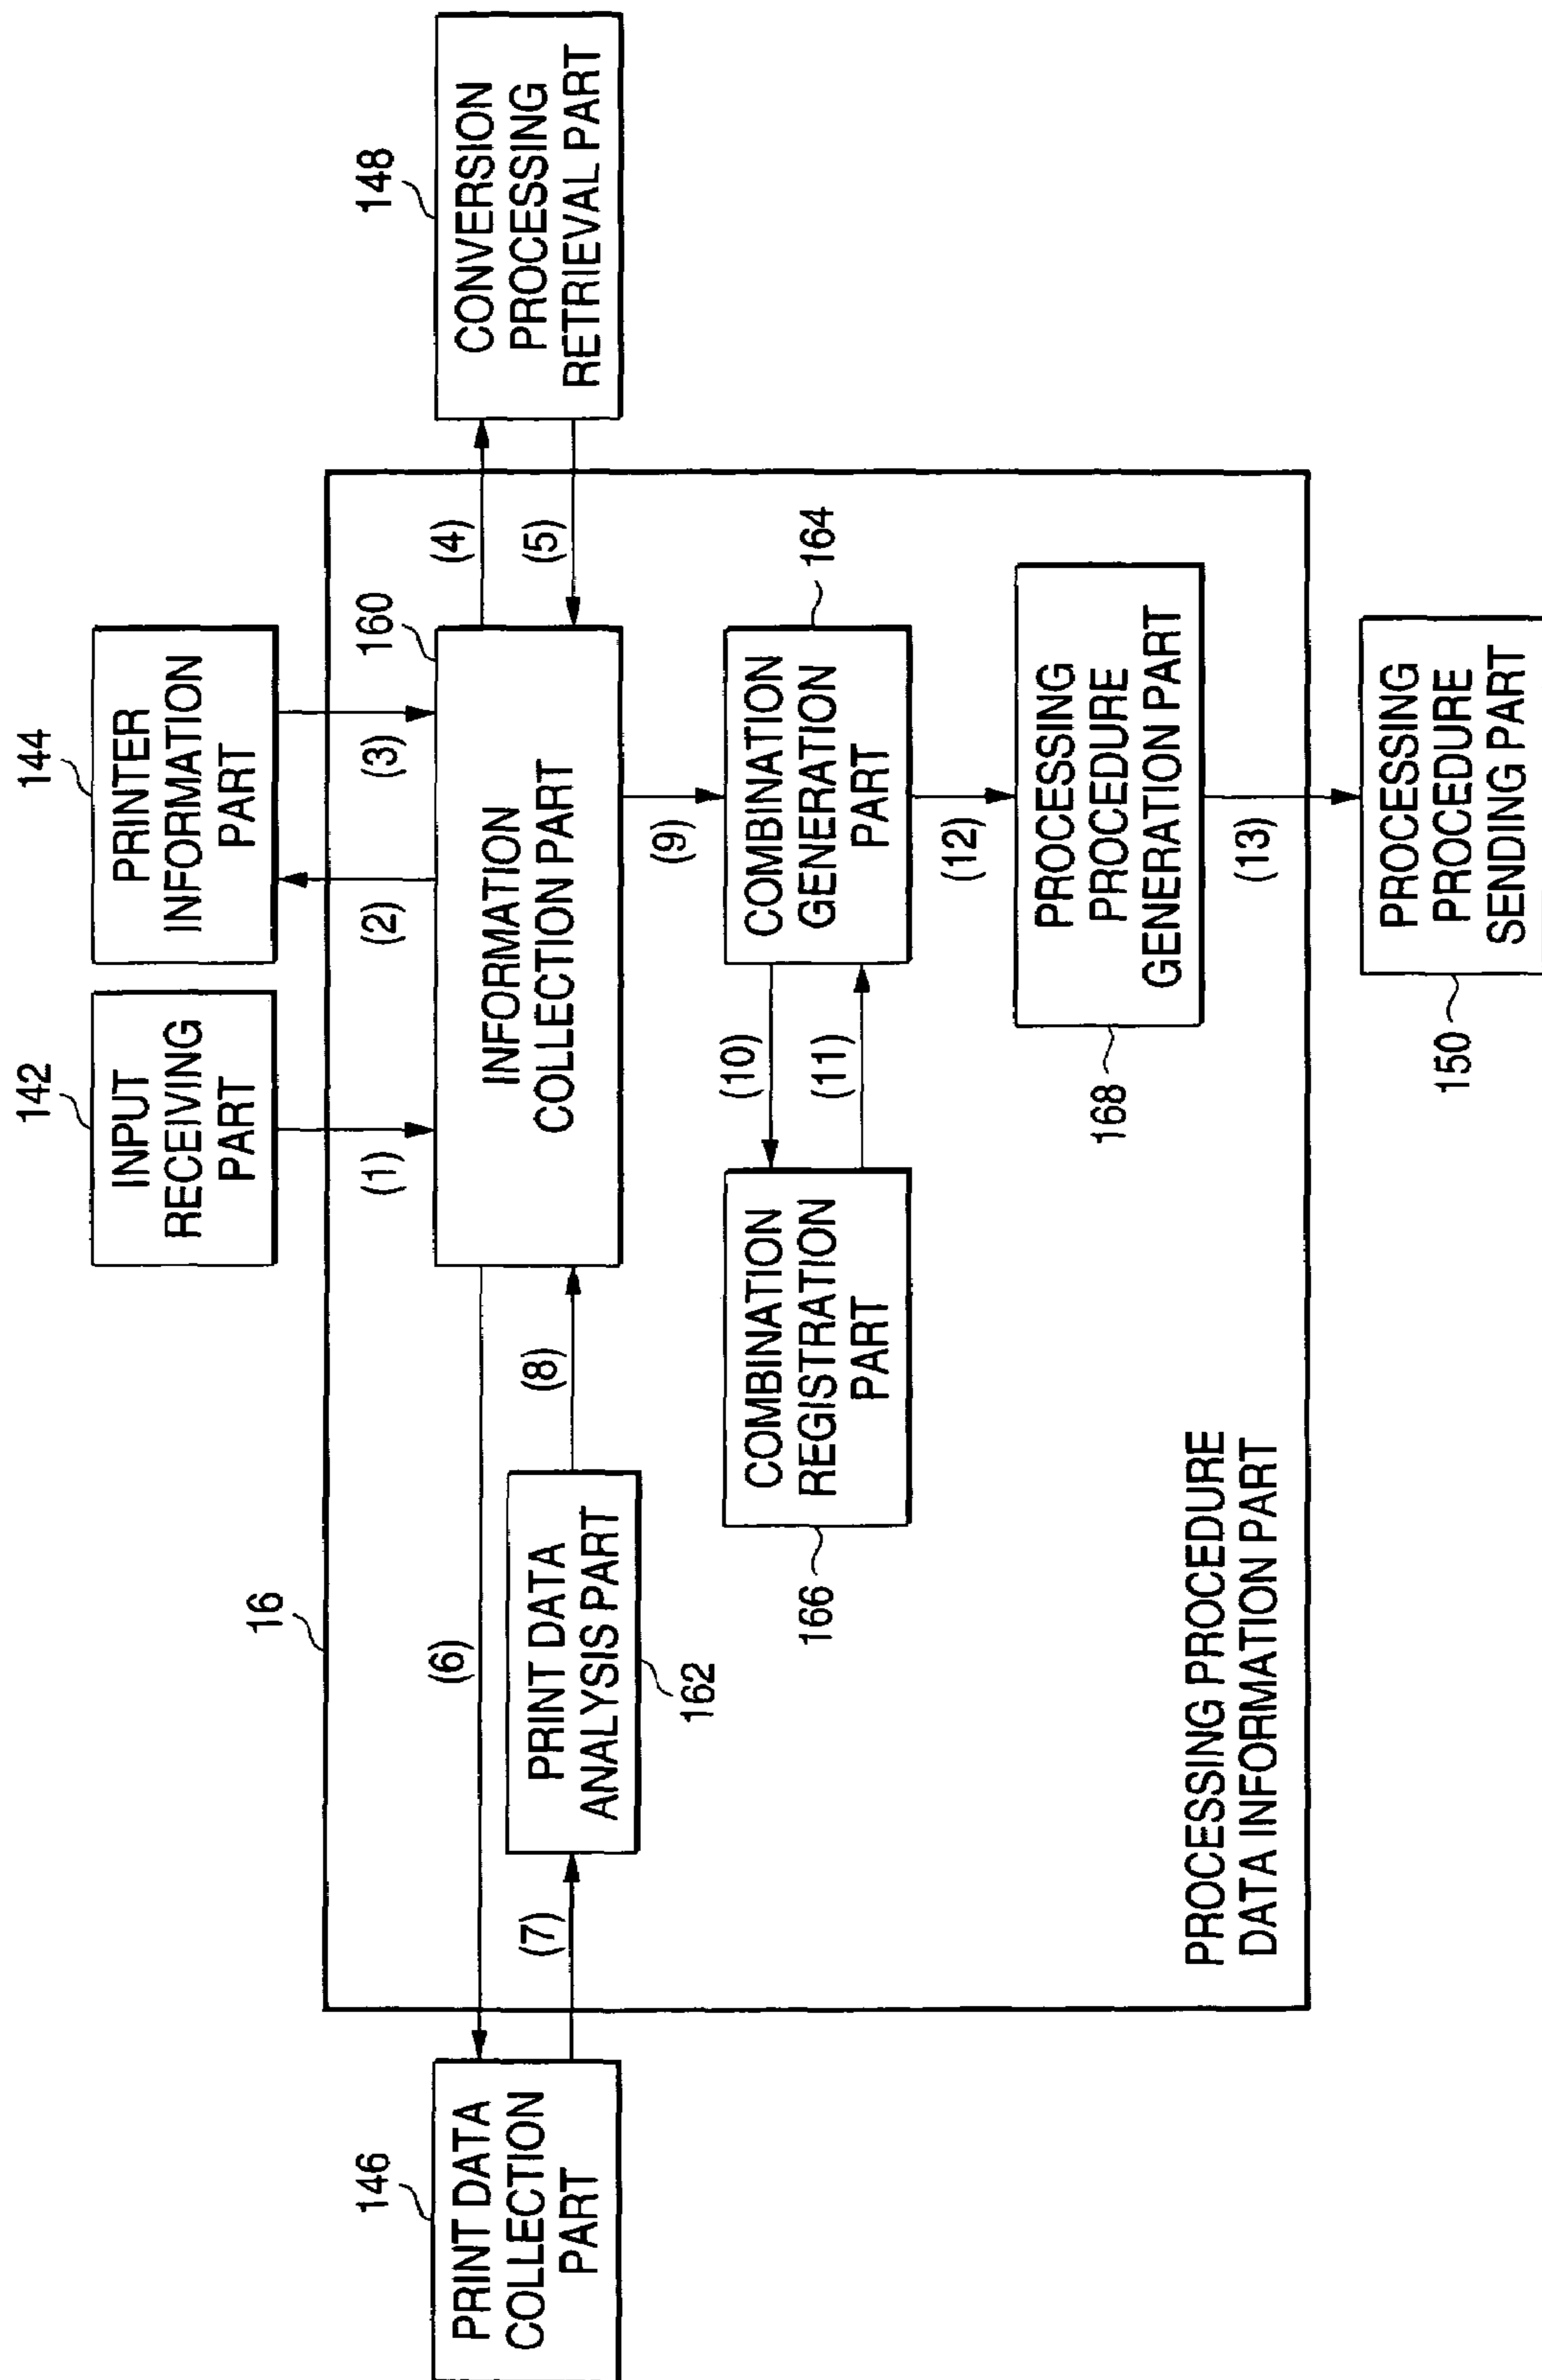 142
INPUT
RECEIVING
PART
144
PRINTER
INFORMATION
PART
16
(1)
(2)
(3)
146
PRINT DATA
COLLECTION
PART
(6)
160
INFORMATION
COLLECTION PART
(4)
(5)
148
CONVERSION
PROCESSING
RETRIEVAL PART
(7)
PRINT DATA
ANALYSIS PART
162
(8)
(9)
COMBINATION
REGISTRATION
PART
166
(10)
(11)
COMBINATION
GENERATION
PART
164
(12)
PROCESSING
PROCEDURE
GENERATION PART
168
(13)
PROCESSING PROCEDURE
DATA INFORMATION PART
PROCESSING
PROCEDURE
SENDING PART
150